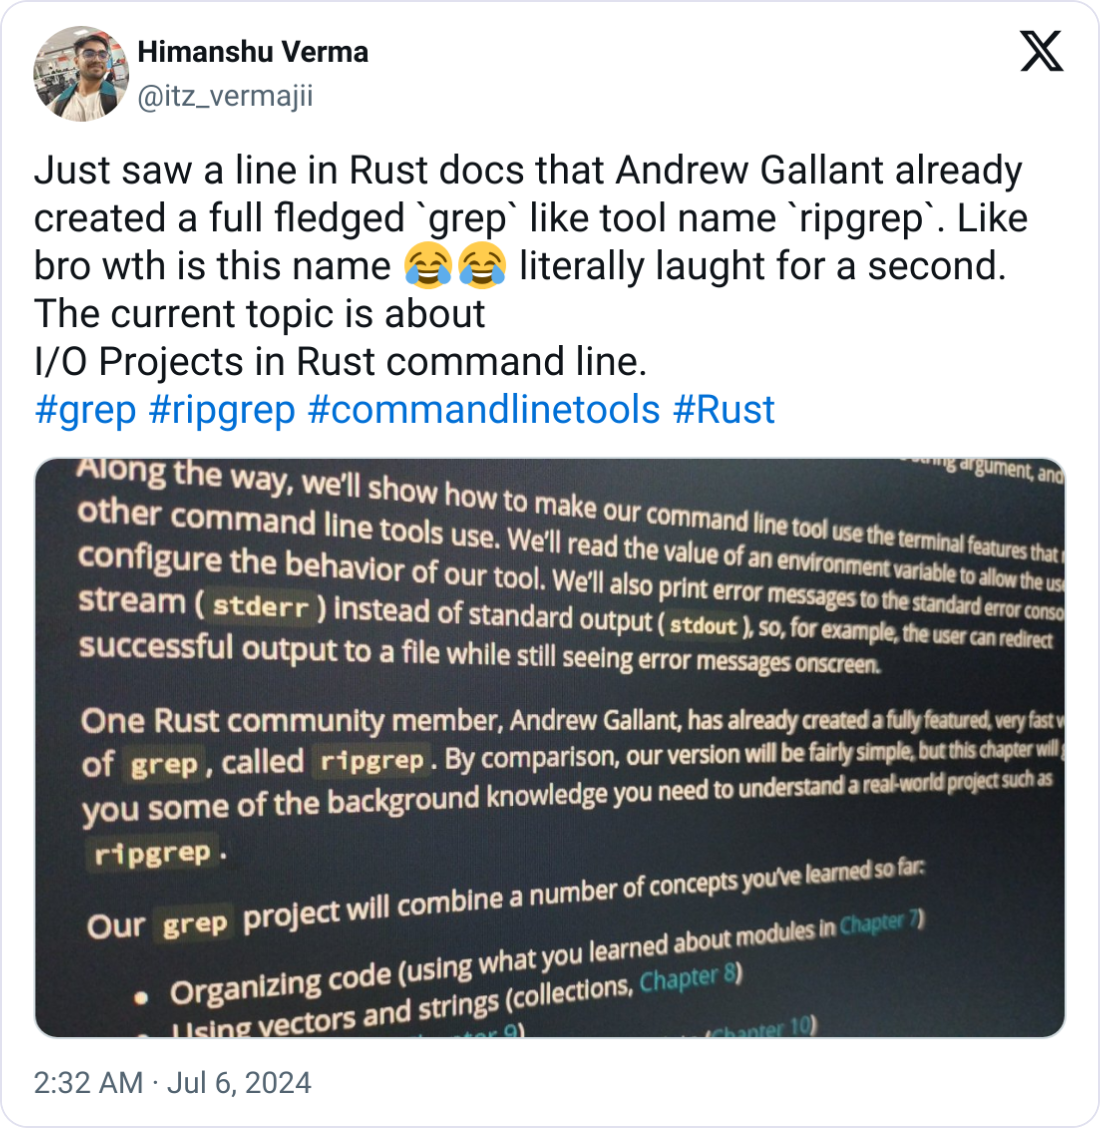 Himanshu Verma
@itz_vermajii
Just saw a line in Rust docs that Andrew Gallant already
created a full fledged `grep` like tool name `ripgrep`. Like
bro wth is this name 😂😂 literally laught for a second.
The current topic is about
I/O Projects in Rust command line.
#grep #ripgrep #commandlinetools #Rust
argument, and
Along the way, we'll show how to make our command line tool use the terminal features that
other command line tools use. We'll read the value of an environment variable to allow the
configure the behavior of our tool. We'll also print error messages to the standard error
stream ( stderr ) instead of standard output ( stdout ), so, for example, the user can redirect
successful output to a file while still seeing error messages onscreen.
One Rust community member, Andrew Gallant, has already created a fully featured, very fast
of grep , called ripgrep . By comparison, our version will be fairly simple, but this chapter will
you some of the background knowledge you need to understand a real-world project such as
ripgrep .
Our grep project will combine a number of concepts you've learned so far:
• Organizing code (using what you learned about modules in Chapter 7)
• Using vectors and strings (collections, Chapter 8)
9)
Chapter 10)
2:32 AM · Jul 6, 2024